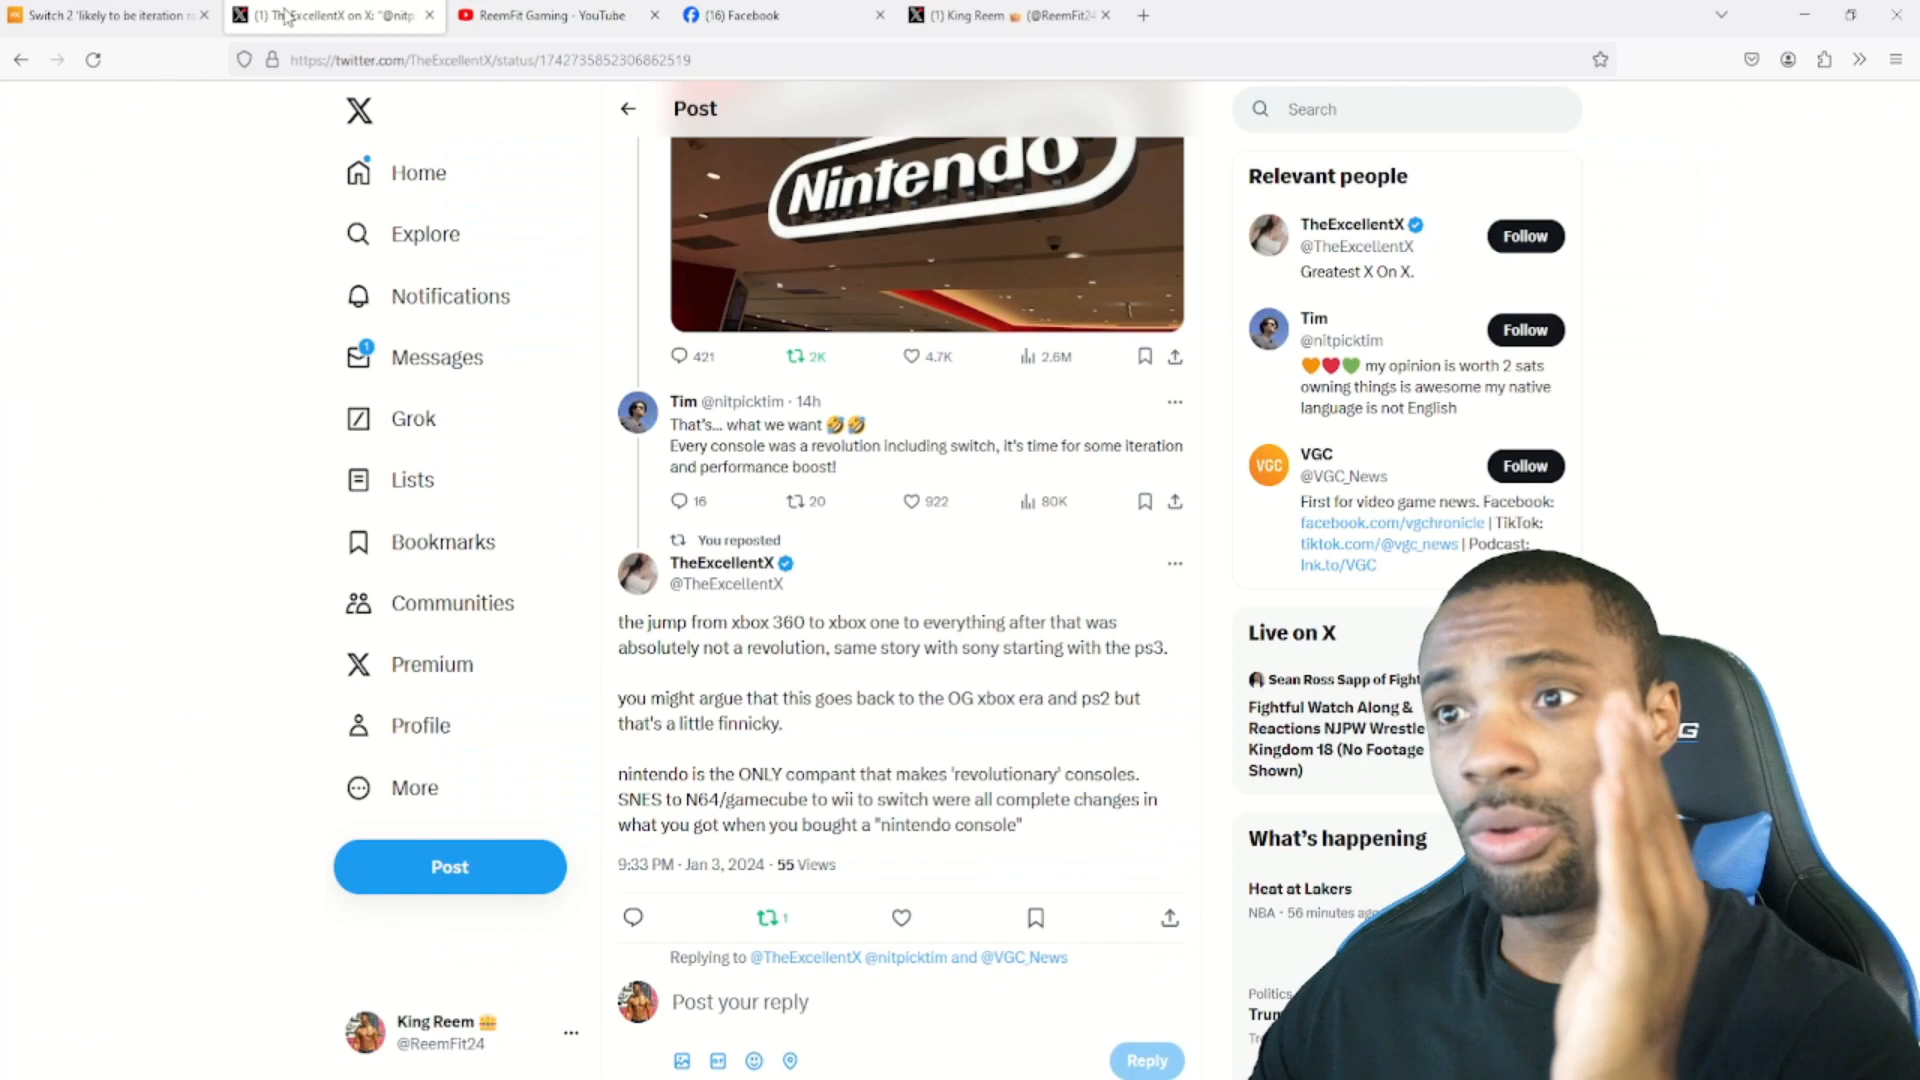 Switch 2 'likely to be iteration ra
(1) TheExcellentX on X: "@nitp
ReemFit Gaming - YouTube
(16) Facebook
(1) King Reem 👑 (@ReemFit24
https://twitter.com/TheExcellentX/status/1742735852306862519
Home
Explore
Notifications
1
Messages
Grok
Lists
Bookmarks
Communities
Premium
Profile
More
Post
King Reem 👑
@ReemFit24
Post
Nintendo
421 2K 4.7K 2.6M
Tim @nitpicktim · 14h
That's... what we want 🤣🤣
Every console was a revolution including switch, it's time for some iteration
and performance boost!
16 20 922 80K
You reposted
TheExcellentX
@TheExcellentX
the jump from xbox 360 to xbox one to everything after that was
absolutely not a revolution, same story with sony starting with the ps3.
you might argue that this goes back to the OG xbox era and ps2 but
that's a little finnicky.
nintendo is the ONLY compant that makes 'revolutionary' consoles.
SNES to N64/gamecube to wii to switch were all complete changes in
what you got when you bought a "nintendo console"
9:33 PM · Jan 3, 2024 · 55 Views
1
Replying to @TheExcellentX @nitpicktim and @VGC_News
Post your reply
GIF
Reply
Search
Relevant people
TheExcellentX
@TheExcellentX
Follow
Greatest X On X.
Tim
@nitpicktim
Follow
🧡❤️💚 my opinion is worth 2 sats
owning things is awesome my native
language is not English
VGC
VGC
@VGC_News
Follow
First for video game news. Facebook:
facebook.com/vgchronicle | TikTok:
tiktok.com/@vgc_news | Podcast:
lnk.to/VGC
Live on X
Sean Ross Sapp of Fight
Fightful Watch Along &
Reactions NJPW Wrestle
Kingdom 18 (No Footage
Shown)
What's happening
Heat at Lakers
NBA · 56 minutes ago
Politics
Trum
Tr
G